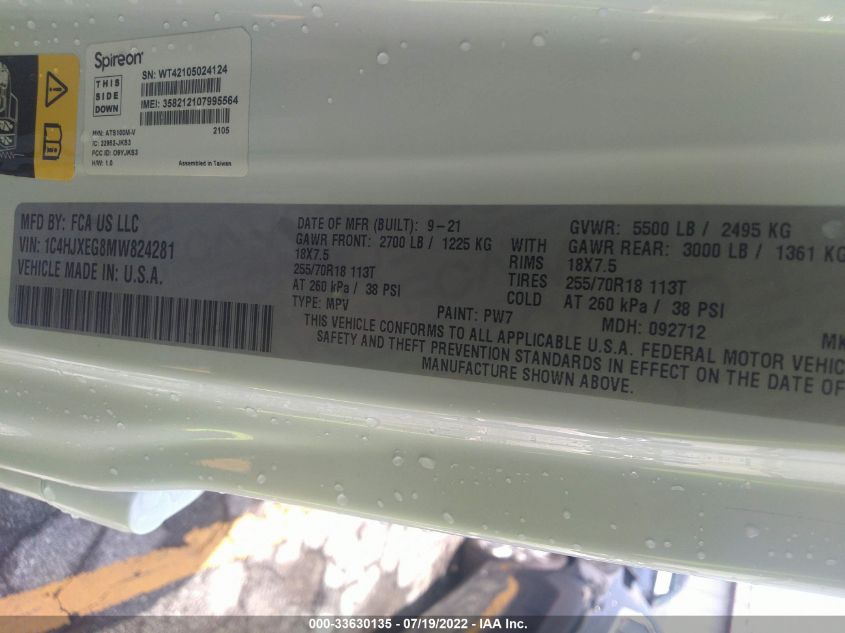 Spireon®
THIS
SIDE
DOWN
SN: WT42105024124
IMEI: 358212107995564
2105
P/N: ATS100M-V
IC: 22952-JKS3
FCC ID: O9YJKS3
H/W: 1.0
Assembled in Taiwan
MFD BY: FCA US LLC
VIN: 1C4HJXEG8MW824281
VEHICLE MADE IN: U.S.A.
DATE OF MFR (BUILT): 9-21 GVWR: 5500 LB / 2495 KG
GAWR FRONT: 2700 LB / 1225 KG GAWR REAR: 3000 LB / 1361 KG
18X7.5 RIMS 18X7.5
255/70R18 113T TIRES 255/70R18 113T
AT 260 kPa / 38 PSI COLD AT 260 kPa / 38 PSI
TYPE: MPV PAINT: PW7 MDH: 092712
THIS VEHICLE CONFORMS TO ALL APPLICABLE U.S.A. FEDERAL MOTOR
SAFETY AND THEFT PREVENTION STANDARDS IN EFFECT ON THE DATE OF
MANUFACTURE SHOWN ABOVE.
000-33630135 - 07/19/2022 - IAA Inc.